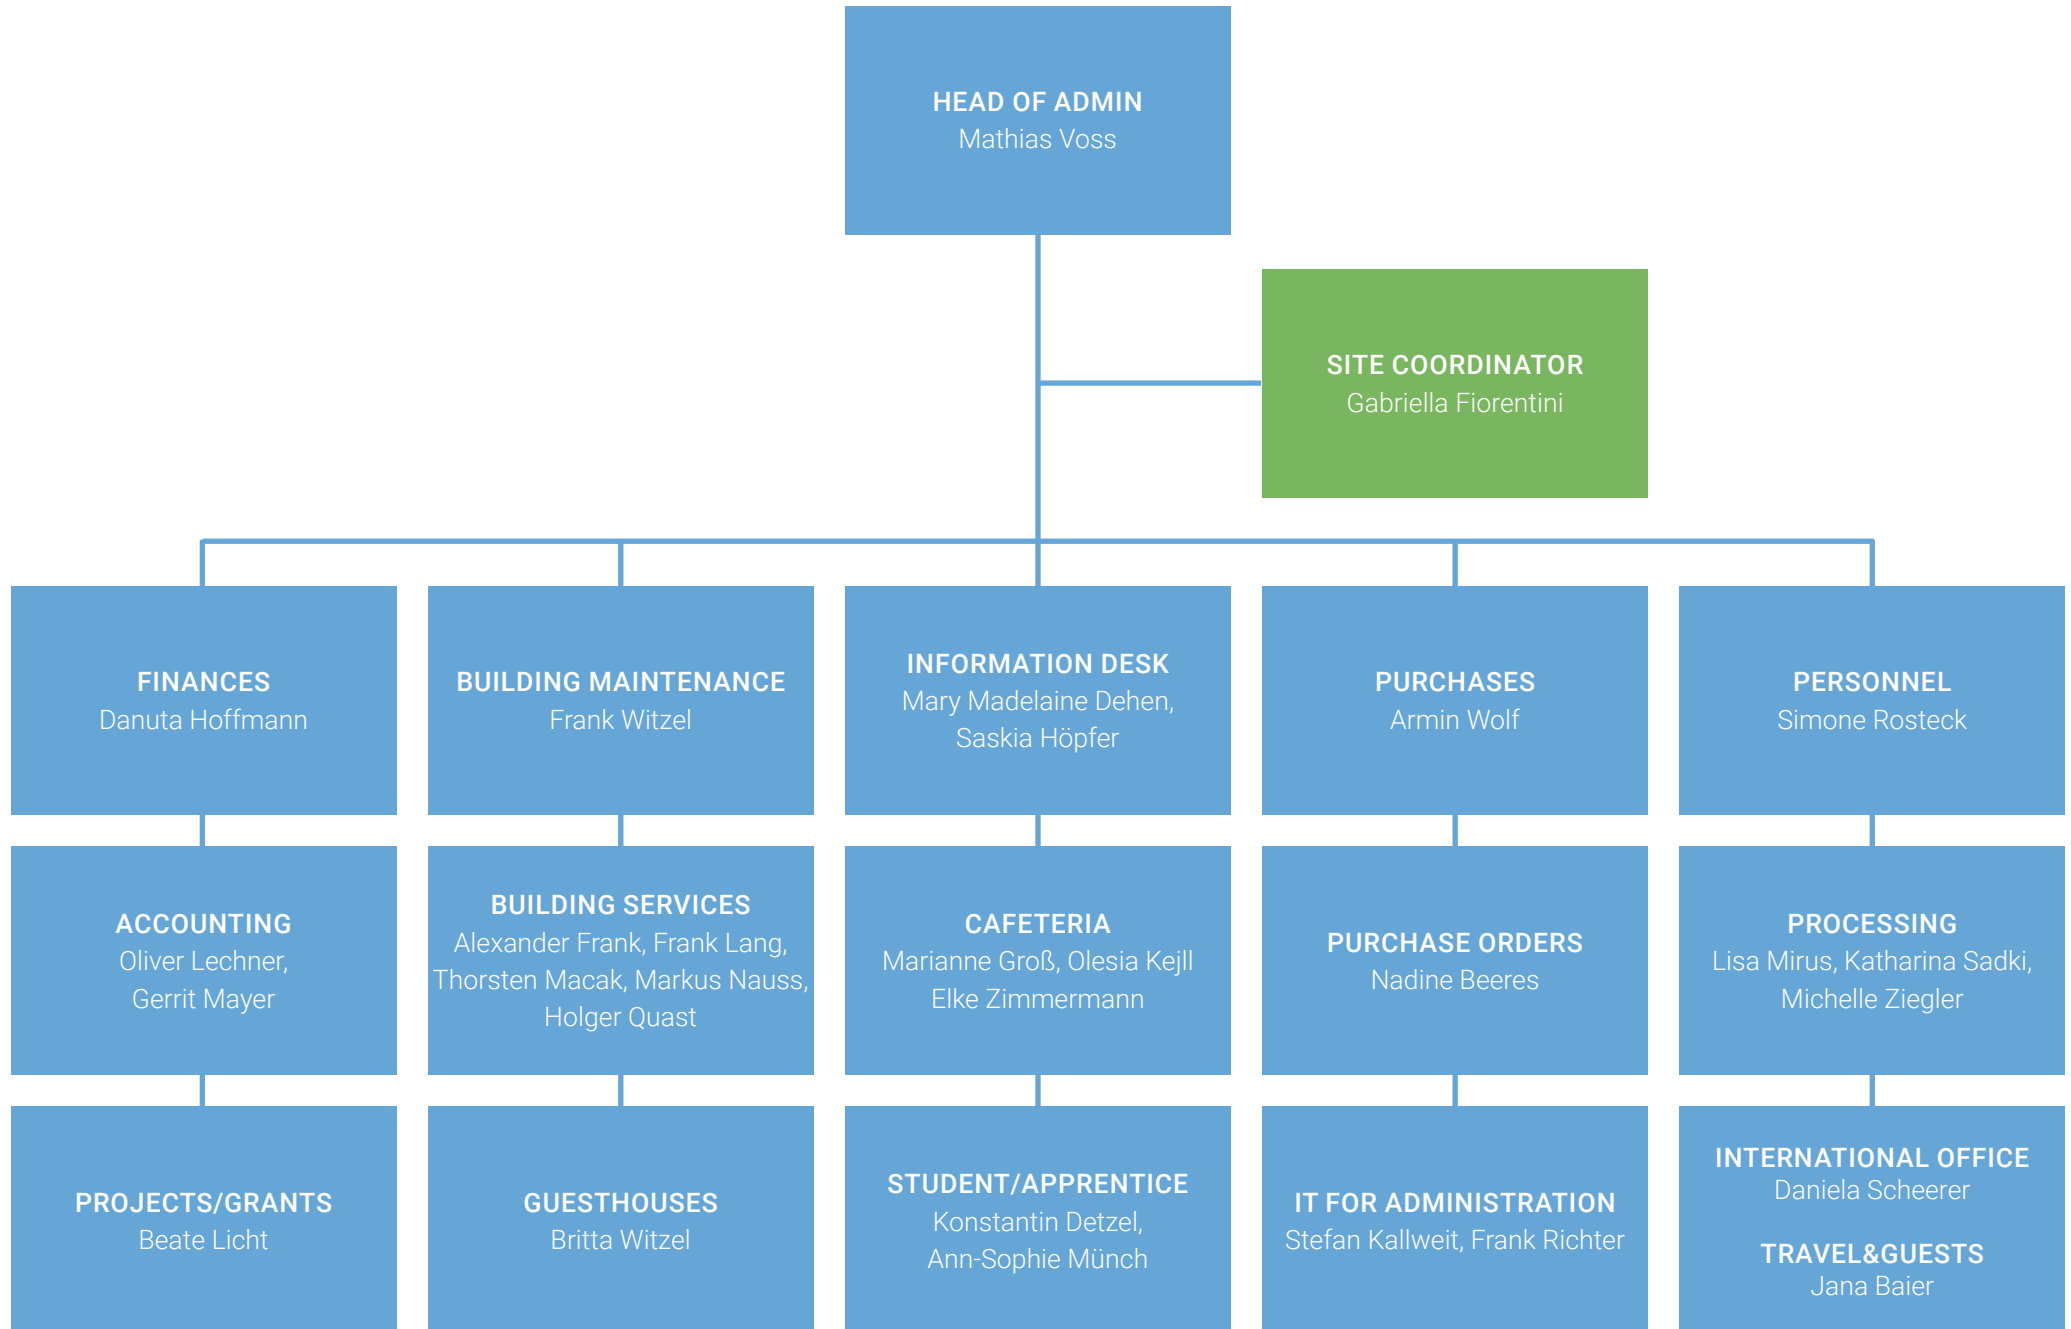 HEAD OF ADMIN
Mathias Voss
SITE COORDINATOR
Gabriella Fiorentini
FINANCES
Danuta Hoffmann
BUILDING MAINTENANCE
Frank Witzel
INFORMATION DESK
Mary Madelaine Dehen,
Saskia Höpfer
PURCHASES
Armin Wolf
PERSONNEL
Simone Rosteck
ACCOUNTING
Oliver Lechner,
Gerrit Mayer
BUILDING SERVICES
Alexander Frank, Frank Lang,
Thorsten Macak, Markus Nauss,
Holger Quast
CAFETERIA
Marianne Groß, Olesia Kejll
Elke Zimmermann
PURCHASE ORDERS
Nadine Beeres
PROCESSING
Lisa Mirus, Katharina Sadki,
Michelle Ziegler
PROJECTS/GRANTS
Beate Licht
GUESTHOUSES
Britta Witzel
STUDENT/APPRENTICE
Konstantin Detzel,
Ann-Sophie Münch
IT FOR ADMINISTRATION
Stefan Kallweit, Frank Richter
INTERNATIONAL OFFICE
Daniela Scheerer
TRAVEL&GUESTS
Jana Baier